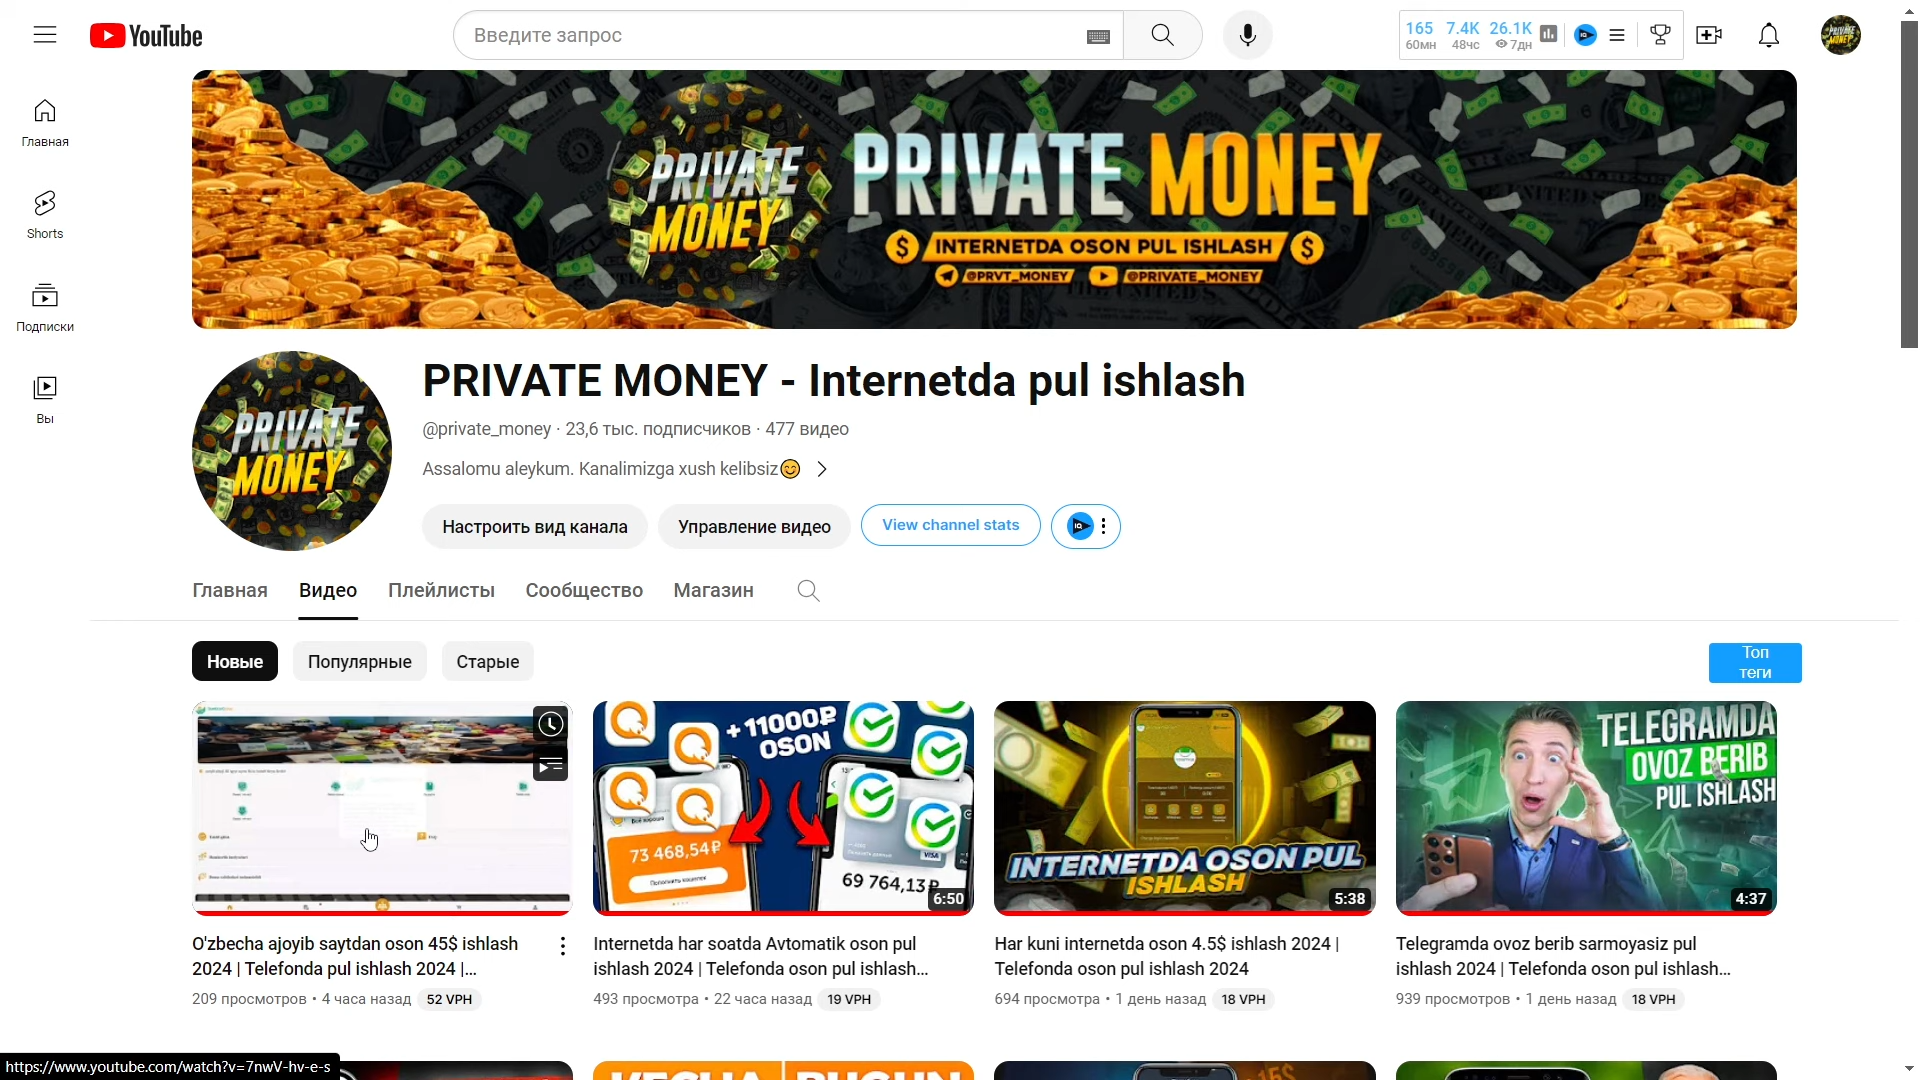 YouTube
Введите запрос
165 7.4K 26.1K
60мн 48чс 7дн
Главная
Shorts
Подписки
Вы
PRIVATE
MONEY
PRIVATE MONEY
$ INTERNETDA OSON PUL ISHLASH $
@PRVT_MONEY @PRIVATE_MONEY
PRIVATE
MONEY
PRIVATE MONEY - Internetda pul ishlash
@private_money · 23,6 тыс. подписчиков · 477 видео
Assalomu aleykum. Kanalimizga xush kelibsiz😊
Настроить вид канала
Управление видео
View channel stats
Главная
Видео
Плейлисты
Сообщество
Магазин
Новые
Популярные
Старые
Топ
теги
+11000₽
OSON
73 468,54₽
Пополнить кошелек
VISA
69 764,13₽
6:50
INTERNETDA OSON PUL
ISHLASH
5:38
TELEGRAMDA
OVOZ BERIB
PUL ISHLASH
4:37
O'zbecha ajoyib saytdan oson 45$ ishlash
2024 | Telefonda pul ishlash 2024 |...
209 просмотров • 4 часа назад 52 VPH
Internetda har soatda Avtomatik oson pul
ishlash 2024 | Telefonda oson pul ishlash...
493 просмотра • 22 часа назад 19 VPH
Har kuni internetda oson 4.5$ ishlash 2024 |
Telefonda oson pul ishlash 2024
694 просмотра • 1 день назад 18 VPH
Telegramda ovoz berib sarmoyasiz pul
ishlash 2024 | Telefonda oson pul ishlash...
939 просмотров • 1 день назад 18 VPH
https://www.youtube.com/watch?v=7nwV-hv-e-s